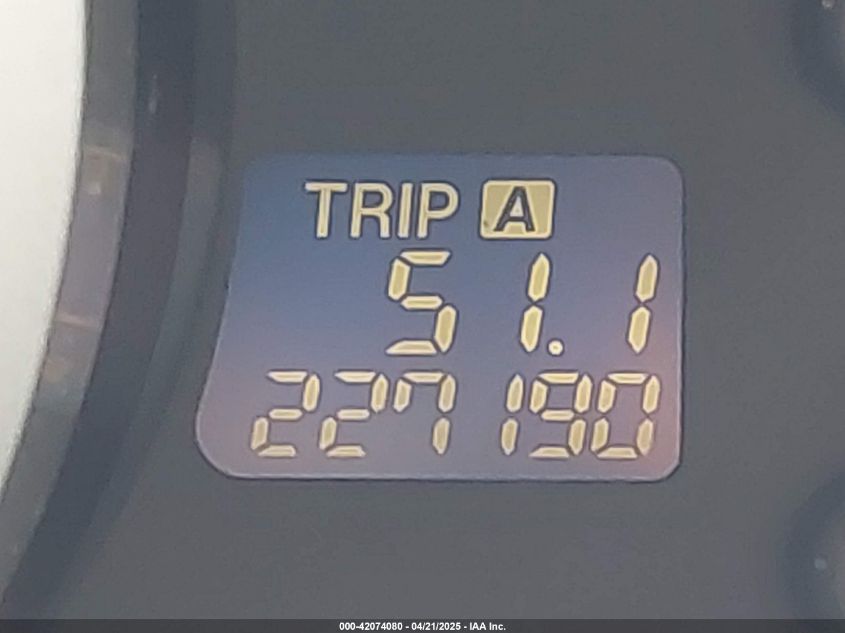 TRIP A
51.1
227190
000-42074080 - 04/21/2025 - IAA Inc.